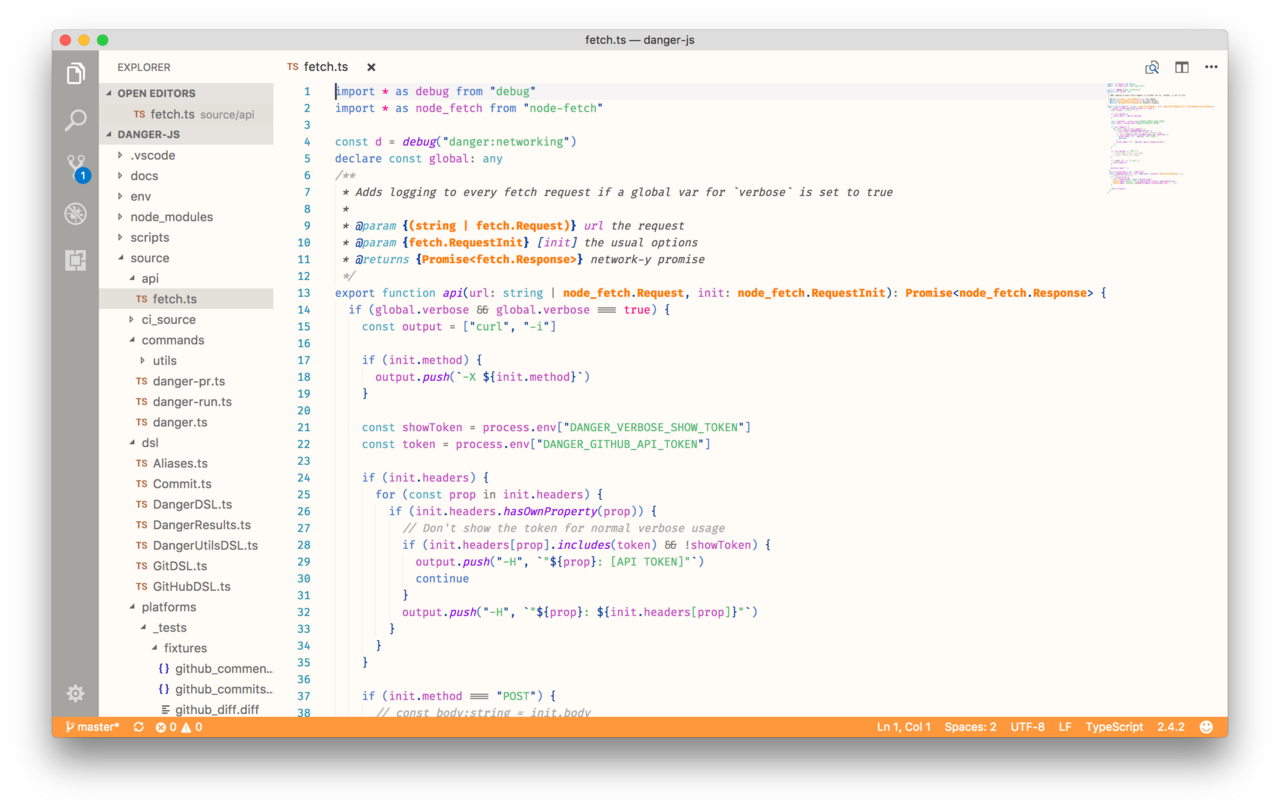 fetch.ts — danger-js
EXPLORER
OPEN EDITORS
TS fetch.ts source/api
DANGER-JS
.vscode
docs
env
node_modules
scripts
source
api
TS fetch.ts
ci_source
commands
utils
TS danger-pr.ts
TS danger-run.ts
TS danger.ts
dsl
TS Aliases.ts
TS Commit.ts
TS DangerDSL.ts
TS DangerResults.ts
TS DangerUtilsDSL.ts
TS GitDSL.ts
TS GitHubDSL.ts
platforms
_tests
fixtures
{} github_commen...
{} github_commits...
github_diff.diff
1
TS fetch.ts ×
1 import * as debug from "debug"
2 import * as node_fetch from "node-fetch"
3
4 const d = debug("danger:networking")
5 declare const global: any
6 /**
7 * Adds logging to every fetch request if a global var for `verbose` is set to true
8 *
9 * @param {(string | fetch.Request)} url the request
10 * @param {fetch.RequestInit} [init] the usual options
11 * @returns {Promise<fetch.Response>} network-y promise
12 */
13 export function api(url: string | node_fetch.Request, init: node_fetch.RequestInit): Promise<node_fetch.Response> {
14 if (global.verbose && global.verbose === true) {
15 const output = ["curl", "-i"]
16
17 if (init.method) {
18 output.push(`-X ${init.method}`)
19 }
20
21 const showToken = process.env["DANGER_VERBOSE_SHOW_TOKEN"]
22 const token = process.env["DANGER_GITHUB_API_TOKEN"]
23
24 if (init.headers) {
25 for (const prop in init.headers) {
26 if (init.headers.hasOwnProperty(prop)) {
27 // Don't show the token for normal verbose usage
28 if (init.headers[prop].includes(token) && !showToken) {
29 output.push("-H", `"${prop}: [API TOKEN]"`)
30 continue
31 }
32 output.push("-H", `"${prop}: ${init.headers[prop]}"`)
33 }
34 }
35 }
36
37 if (init.method === "POST") {
38 // const body:string = init.body
master* 0 0 Ln 1, Col 1 Spaces: 2 UTF-8 LF TypeScript 2.4.2